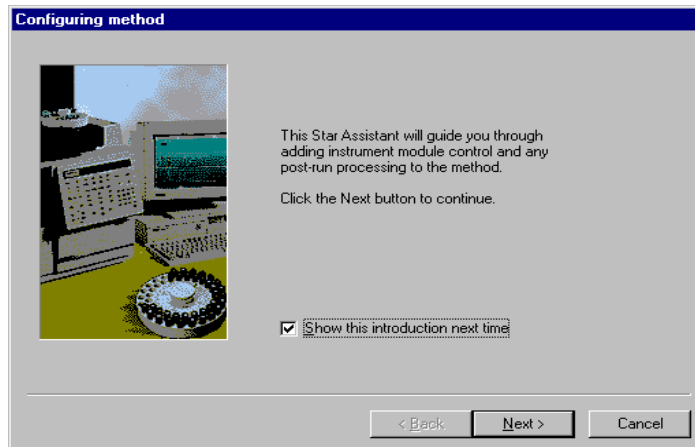 Configuring method
This Star Assistant will guide you through
adding instrument module control and any
post-run processing to the method.
Click the Next button to continue.
Show this introduction next time
< Back
Next >
Cancel